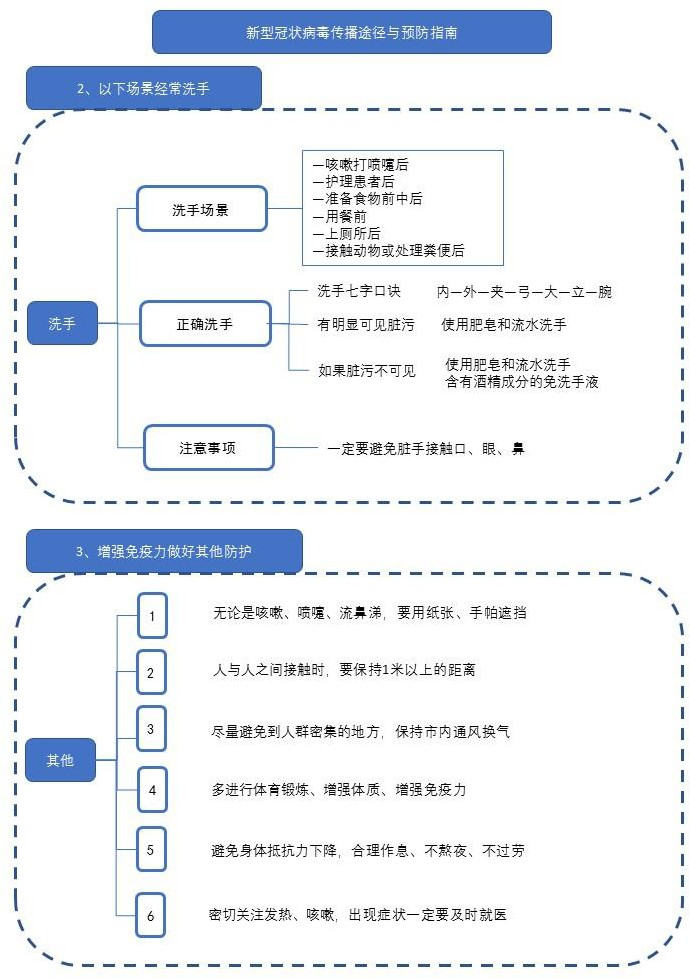 新型冠状病毒传播途径与预防指南
2、以下场景经常洗手
洗手
洗手场景
—咳嗽打喷嚏后
—护理患者后
—准备食物前中后
—用餐前
—上厕所后
—接触动物或处理粪便后
正确洗手
洗手七字口诀 内—外—夹—弓—大—立—腕
有明显可见脏污 使用肥皂和流水洗手
如果脏污不可见 使用肥皂和流水洗手
含有酒精成分的免洗手液
注意事项
一定要避免脏手接触口、眼、鼻
3、增强免疫力做好其他防护
其他
1 无论是咳嗽、喷嚏、流鼻涕，要用纸张、手帕遮挡
2 人与人之间接触时，要保持1米以上的距离
3 尽量避免到人群密集的地方，保持市内通风换气
4 多进行体育锻炼、增强体质、增强免疫力
5 避免身体抵抗力下降，合理作息、不熬夜、不过劳
6 密切关注发热、咳嗽，出现症状一定要及时就医